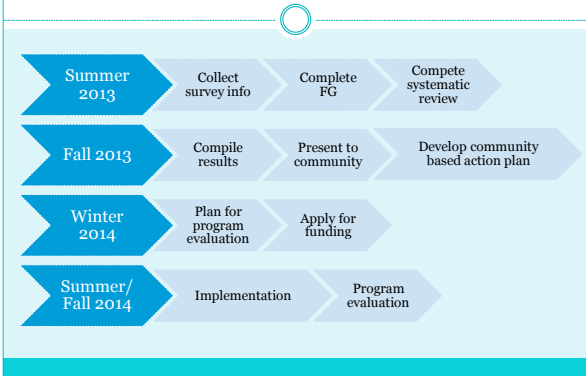 Summer
2013
Collect
survey info
Complete
FG
Compete
systematic
review
Fall 2013
Compile
results
Present to
community
Develop community
based action plan
Winter
2014
Plan for
program
evaluation
Apply for
funding
Summer/
Fall 2014
Implementation
Program
evaluation